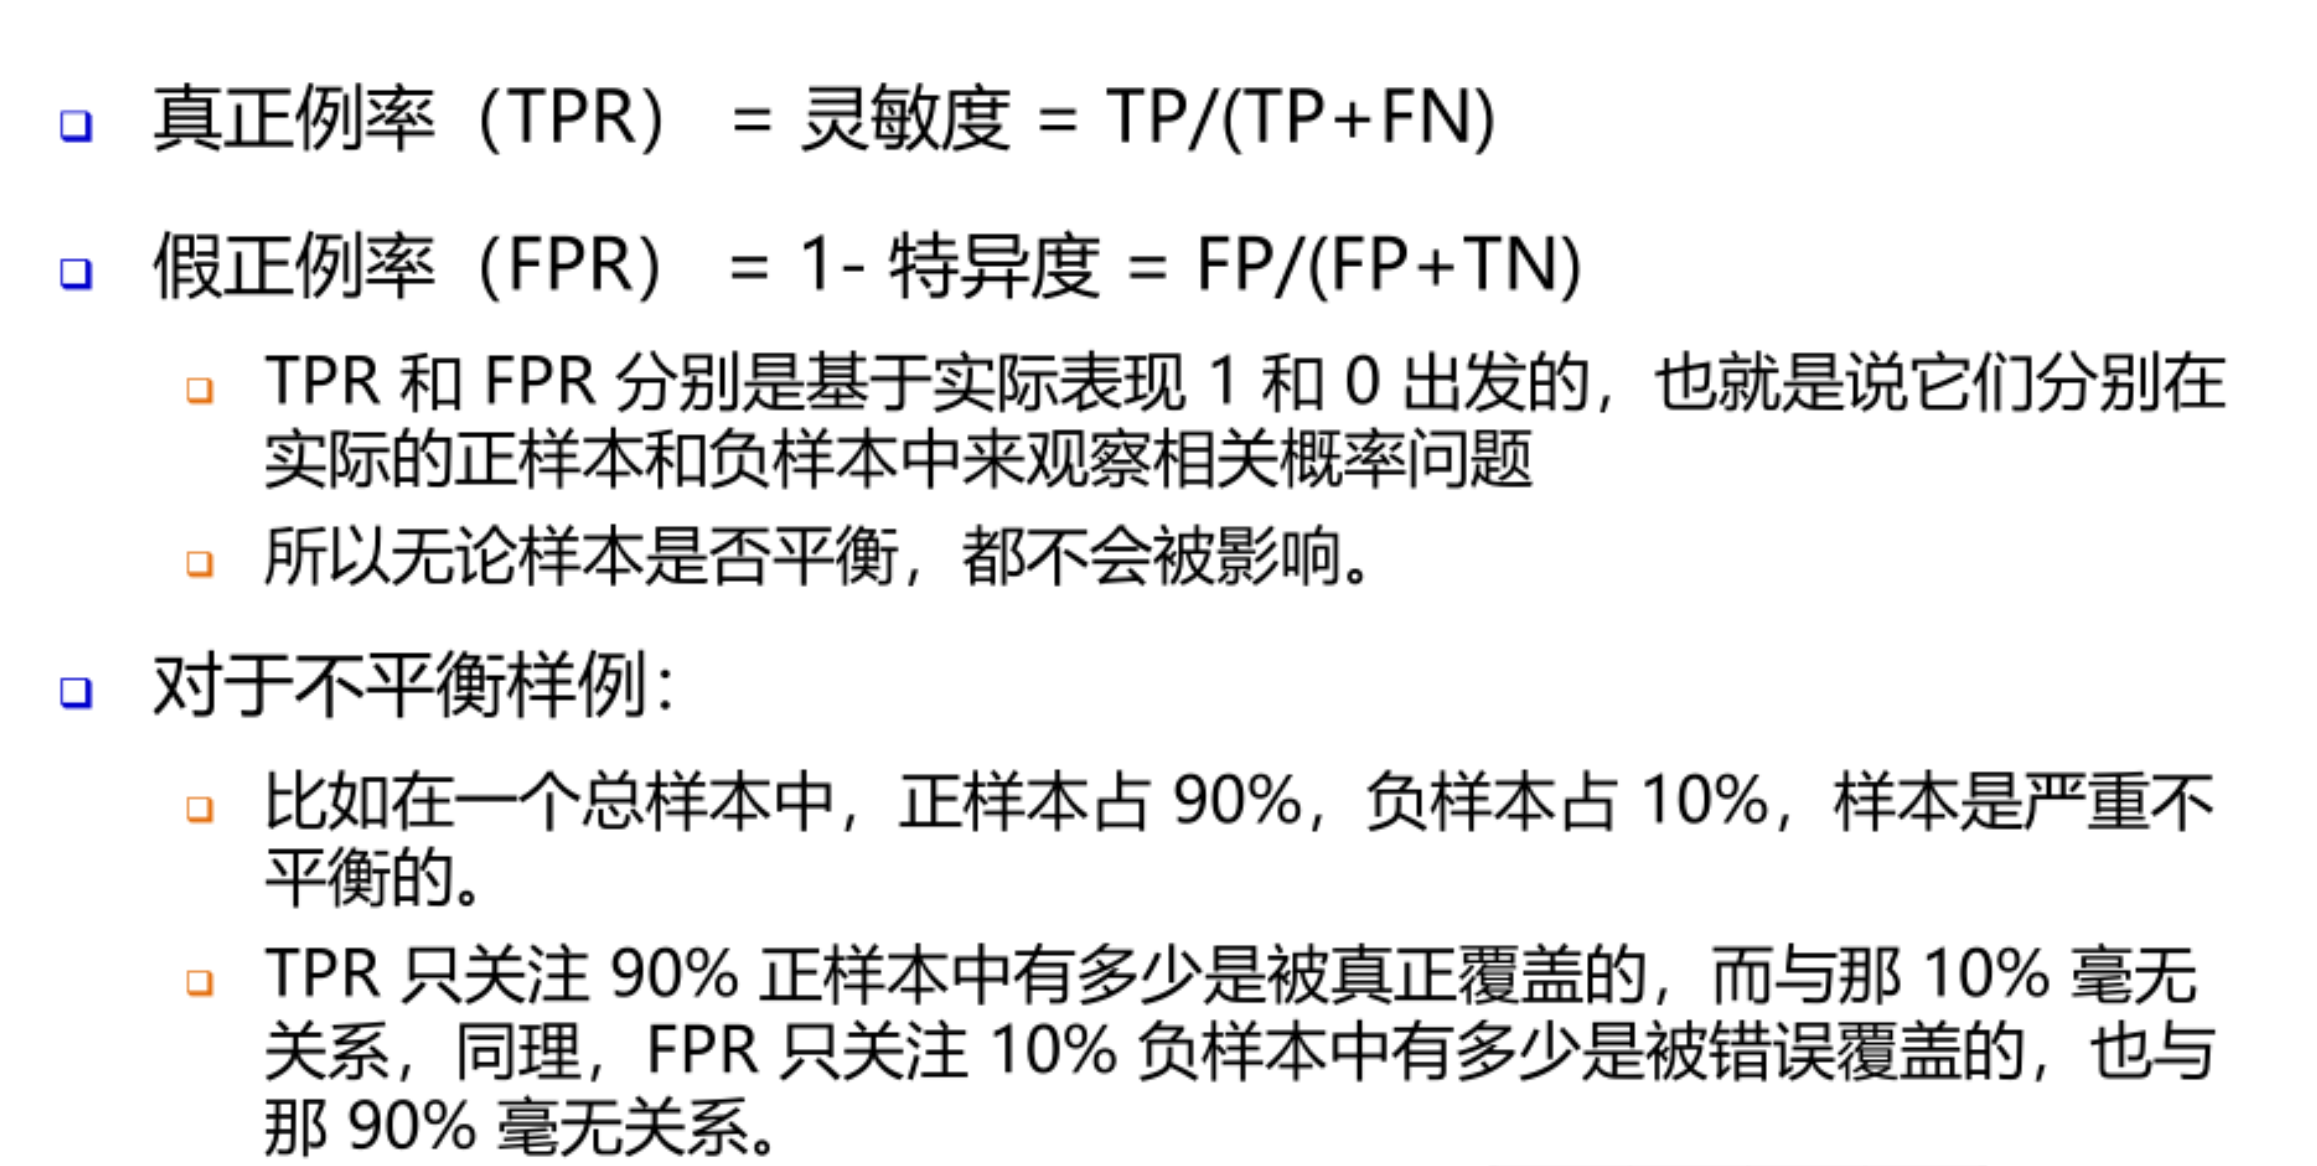 真正例率（TPR） = 灵敏度 = TP/(TP+FN)
假正例率（FPR） = 1- 特异度 = FP/(FP+TN)
TPR 和 FPR 分别是基于实际表现 1 和 0 出发的，也就是说它们分别在
实际的正样本和负样本中来观察相关概率问题
所以无论样本是否平衡，都不会被影响。
对于不平衡样例：
比如在一个总样本中，正样本占 90%，负样本占 10%，样本是严重不
平衡的。
TPR 只关注 90% 正样本中有多少是被真正覆盖的，而与那 10% 毫无
关系，同理，FPR 只关注 10% 负样本中有多少是被错误覆盖的，也与
那 90% 毫无关系。